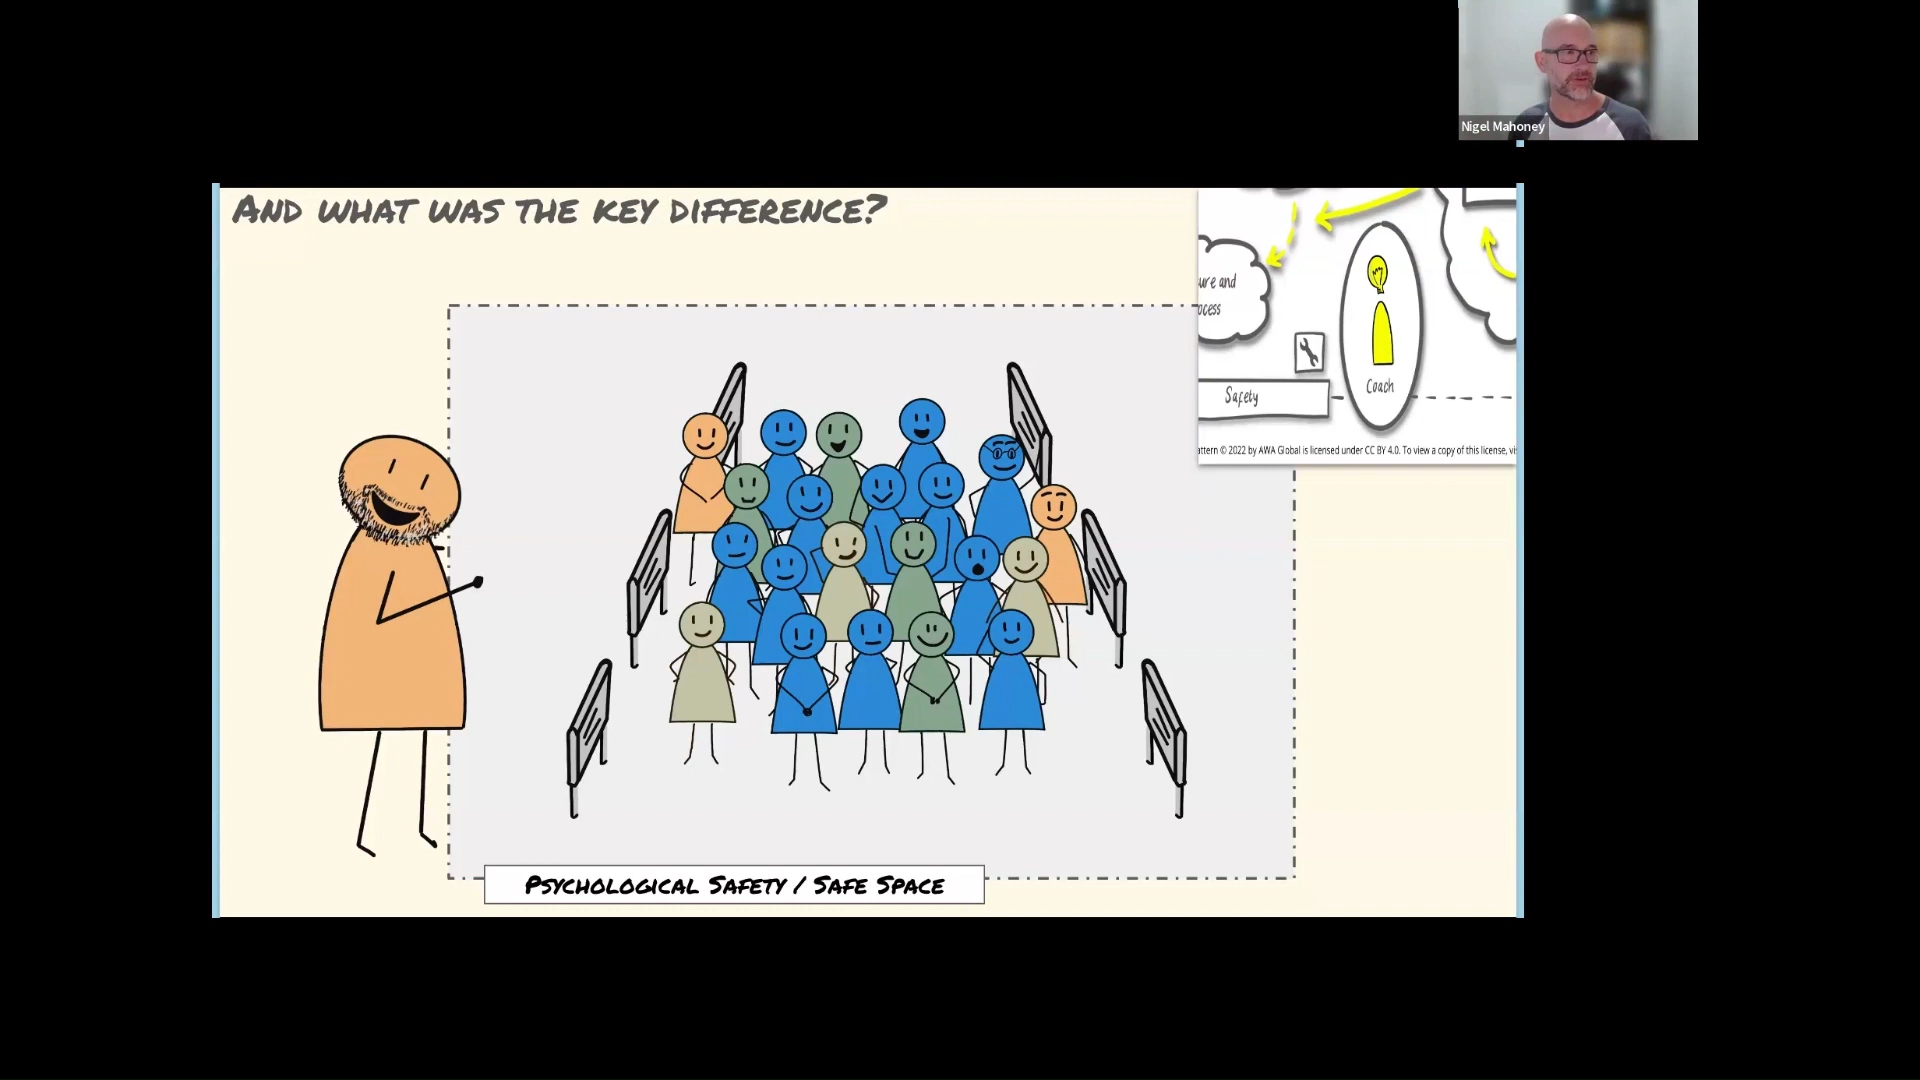 Nigel Mahoney
AND WHAT WAS THE KEY DIFFERENCE?
ure and
ocess
Safety
Coach
attern © 2022 by AWA Global is licensed under CC BY 4.0. To view a copy of this license, vi
PSYCHOLOGICAL SAFETY / SAFE SPACE